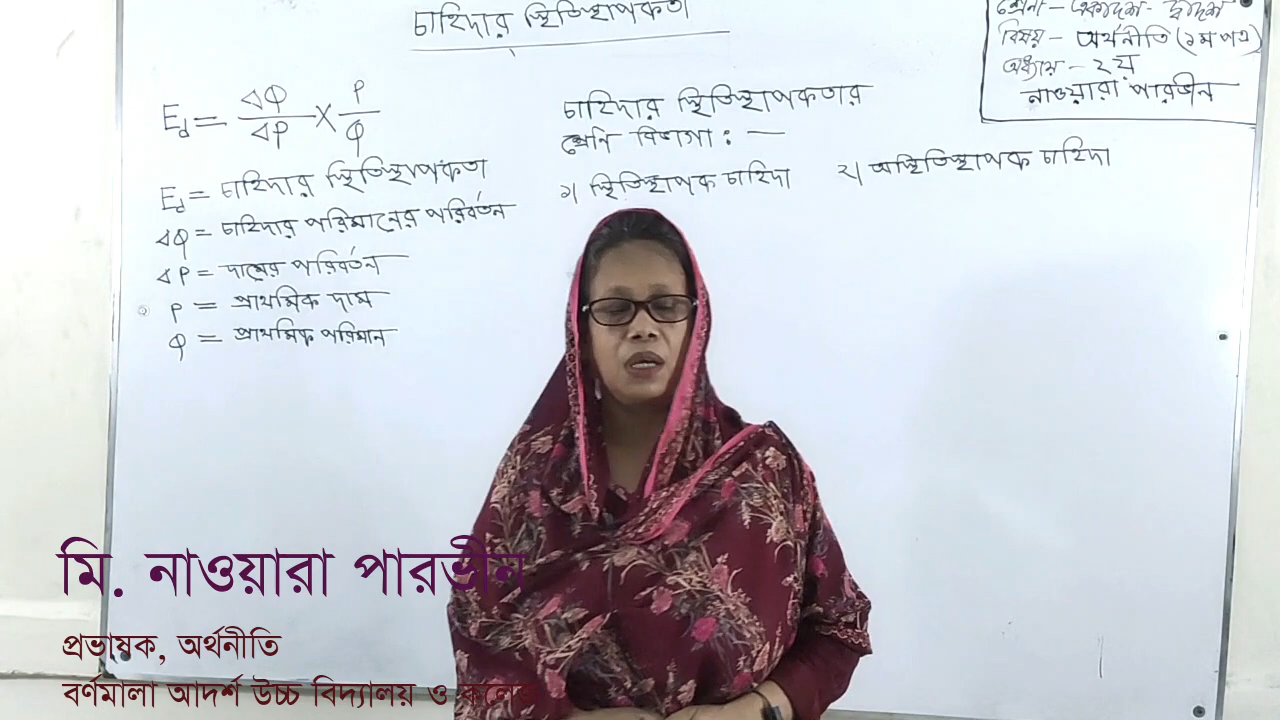 চাহিদার স্থিতিস্থাপকতা
শ্রেনী - একাদশ - দ্বাদশ
বিষয় - অর্থনীতি (১ম পত্র)
অধ্যায় - ২য়
নাওয়ারা পারভীন
Ed = ΔQ/ΔP × P/Q
Ed = চাহিদার স্থিতিস্থাপকতা
ΔQ = চাহিদার পরিমানের পরিবর্তন
ΔP = দামের পরিবর্তন
P = প্রাথমিক দাম
Q = প্রাথমিক পরিমান
চাহিদার স্থিতিস্থাপকতার
শ্রেনি বিভাগ : —
১) স্থিতিস্থাপক চাহিদা ২) অস্থিতিস্থাপক চাহিদা
মি. নাওয়ারা পারভীন
প্রভাষক, অর্থনীতি
বর্ণমালা আদর্শ উচ্চ বিদ্যালয় ও কলেজ